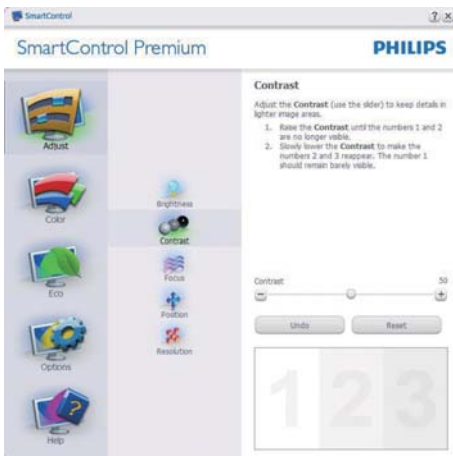 SmartControl
SmartControl Premium
PHILIPS
Adjust
Color
Eco
Options
Help
Brightness
Contrast
Focus
Position
Resolution
Contrast
Adjust the Contrast (use the slider) to keep details in
lighter image areas.
1. Raise the Contrast until the numbers 1 and 2
are no longer visible.
2. Slowly lower the Contrast to make the
numbers 2 and 3 reappear. The number 1
should remain barely visible.
Contrast 50
Undo Reset
1 2 3